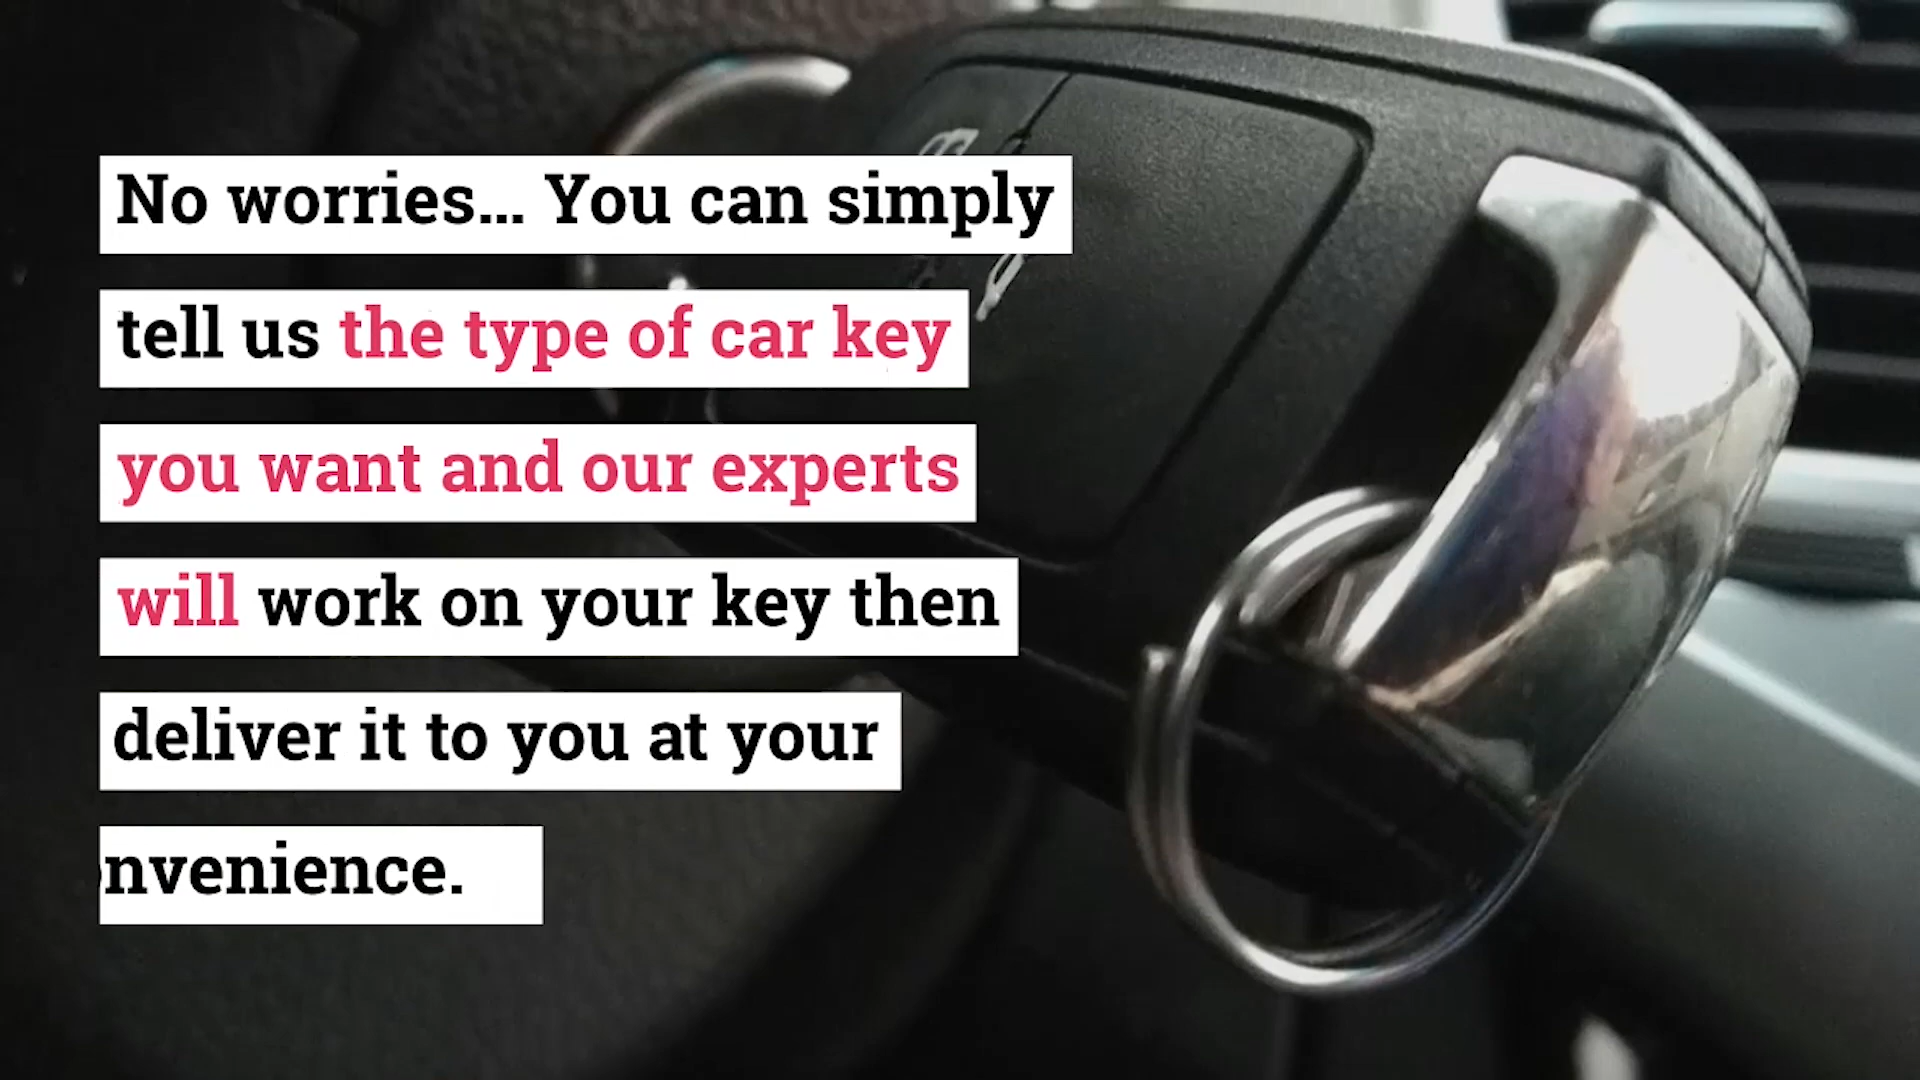 No worries... You can simply
tell us the type of car key
you want and our experts
will work on your key then
deliver it to you at your
nvenience.